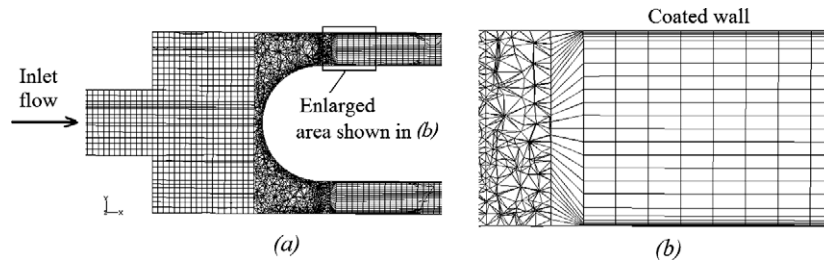 Coated wall
Inlet
flow
Enlarged
area shown in (b)
Y
X
(a)
(b)